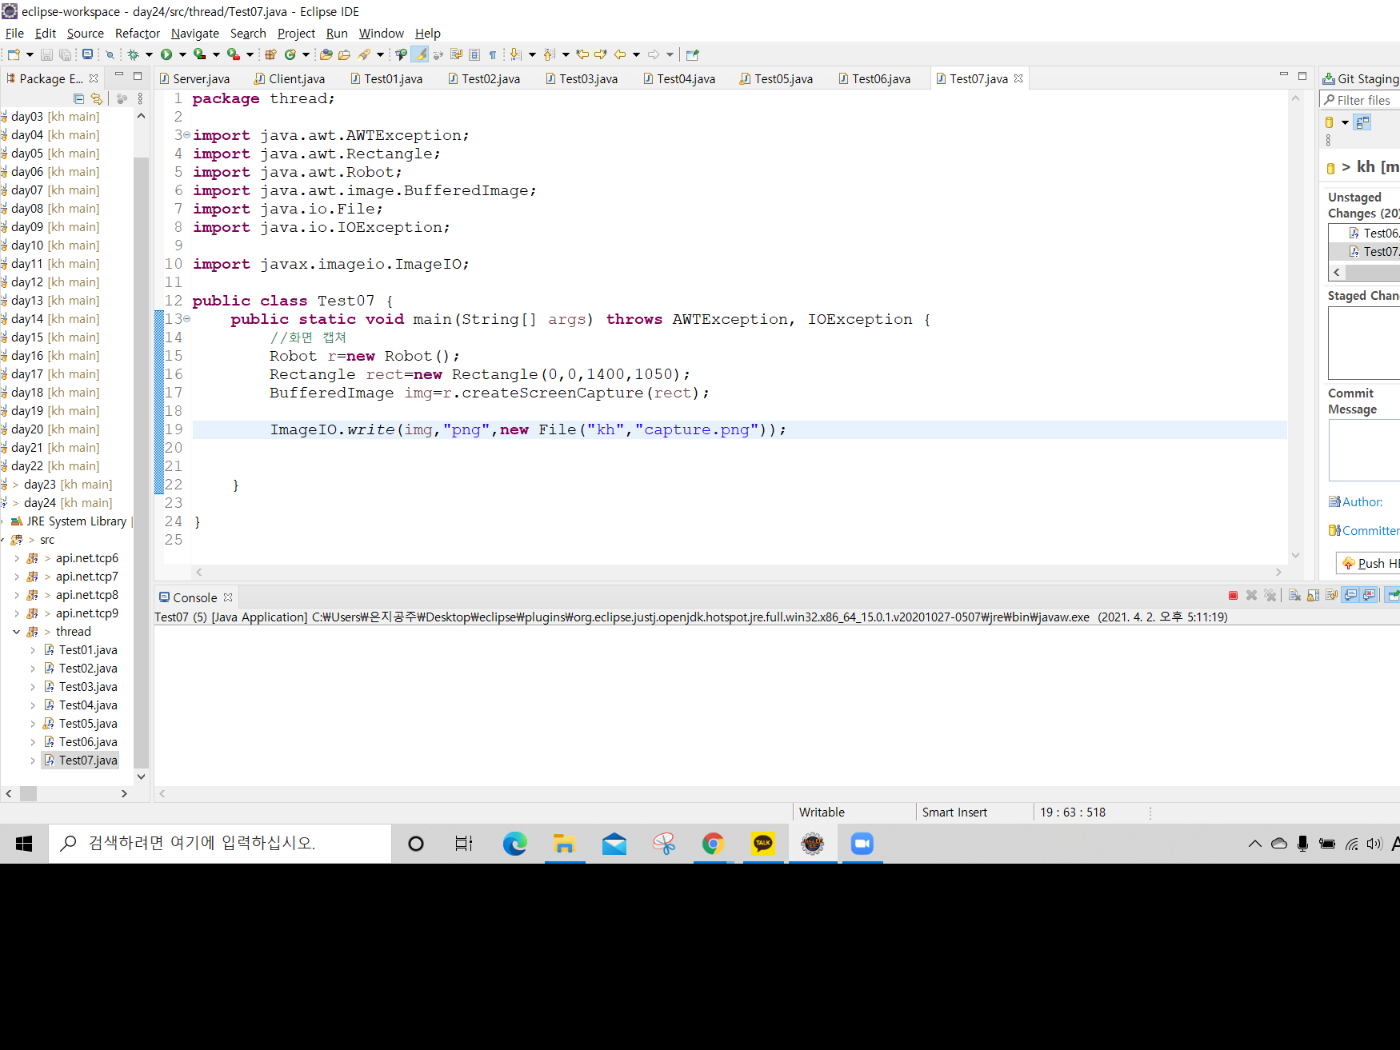 eclipse-workspace - day24/src/thread/Test07.java - Eclipse IDE
File Edit Source Refactor Navigate Search Project Run Window Help
Package E...
Server.java Client.java Test01.java Test02.java Test03.java Test04.java Test05.java Test06.java Test07.java
Git Staging
Filter files
day03 [kh main]
day04 [kh main]
day05 [kh main]
day06 [kh main]
day07 [kh main]
day08 [kh main]
day09 [kh main]
day10 [kh main]
day11 [kh main]
day12 [kh main]
day13 [kh main]
day14 [kh main]
day15 [kh main]
day16 [kh main]
day17 [kh main]
day18 [kh main]
day19 [kh main]
day20 [kh main]
day21 [kh main]
day22 [kh main]
> day23 [kh main]
> day24 [kh main]
JRE System Library [
> src
> api.net.tcp6
> api.net.tcp7
> api.net.tcp8
> api.net.tcp9
> thread
Test01.java
Test02.java
Test03.java
Test04.java
Test05.java
Test06.java
Test07.java
1 package thread;
2
3 import java.awt.AWTException;
4 import java.awt.Rectangle;
5 import java.awt.Robot;
6 import java.awt.image.BufferedImage;
7 import java.io.File;
8 import java.io.IOException;
9
10 import javax.imageio.ImageIO;
11
12 public class Test07 {
13 public static void main(String[] args) throws AWTException, IOException {
14 //화면 캡쳐
15 Robot r=new Robot();
16 Rectangle rect=new Rectangle(0,0,1400,1050);
17 BufferedImage img=r.createScreenCapture(rect);
18
19 ImageIO.write(img,"png",new File("kh","capture.png"));
20
21
22 }
23
24 }
25
> kh [m
Unstaged
Changes (20)
Test06.
Test07.
Staged Chan
Commit
Message
Author:
Committer
Push HE
Console
Test07 (5) [Java Application] C:₩Users₩은지공주₩Desktop₩eclipse₩plugins₩org.eclipse.justj.openjdk.hotspot.jre.full.win32.x86_64_15.0.1.v20201027-0507₩jre₩bin₩javaw.exe (2021. 4. 2. 오후 5:11:19)
Writable Smart Insert 19 : 63 : 518
검색하려면 여기에 입력하십시오.
TALK
A